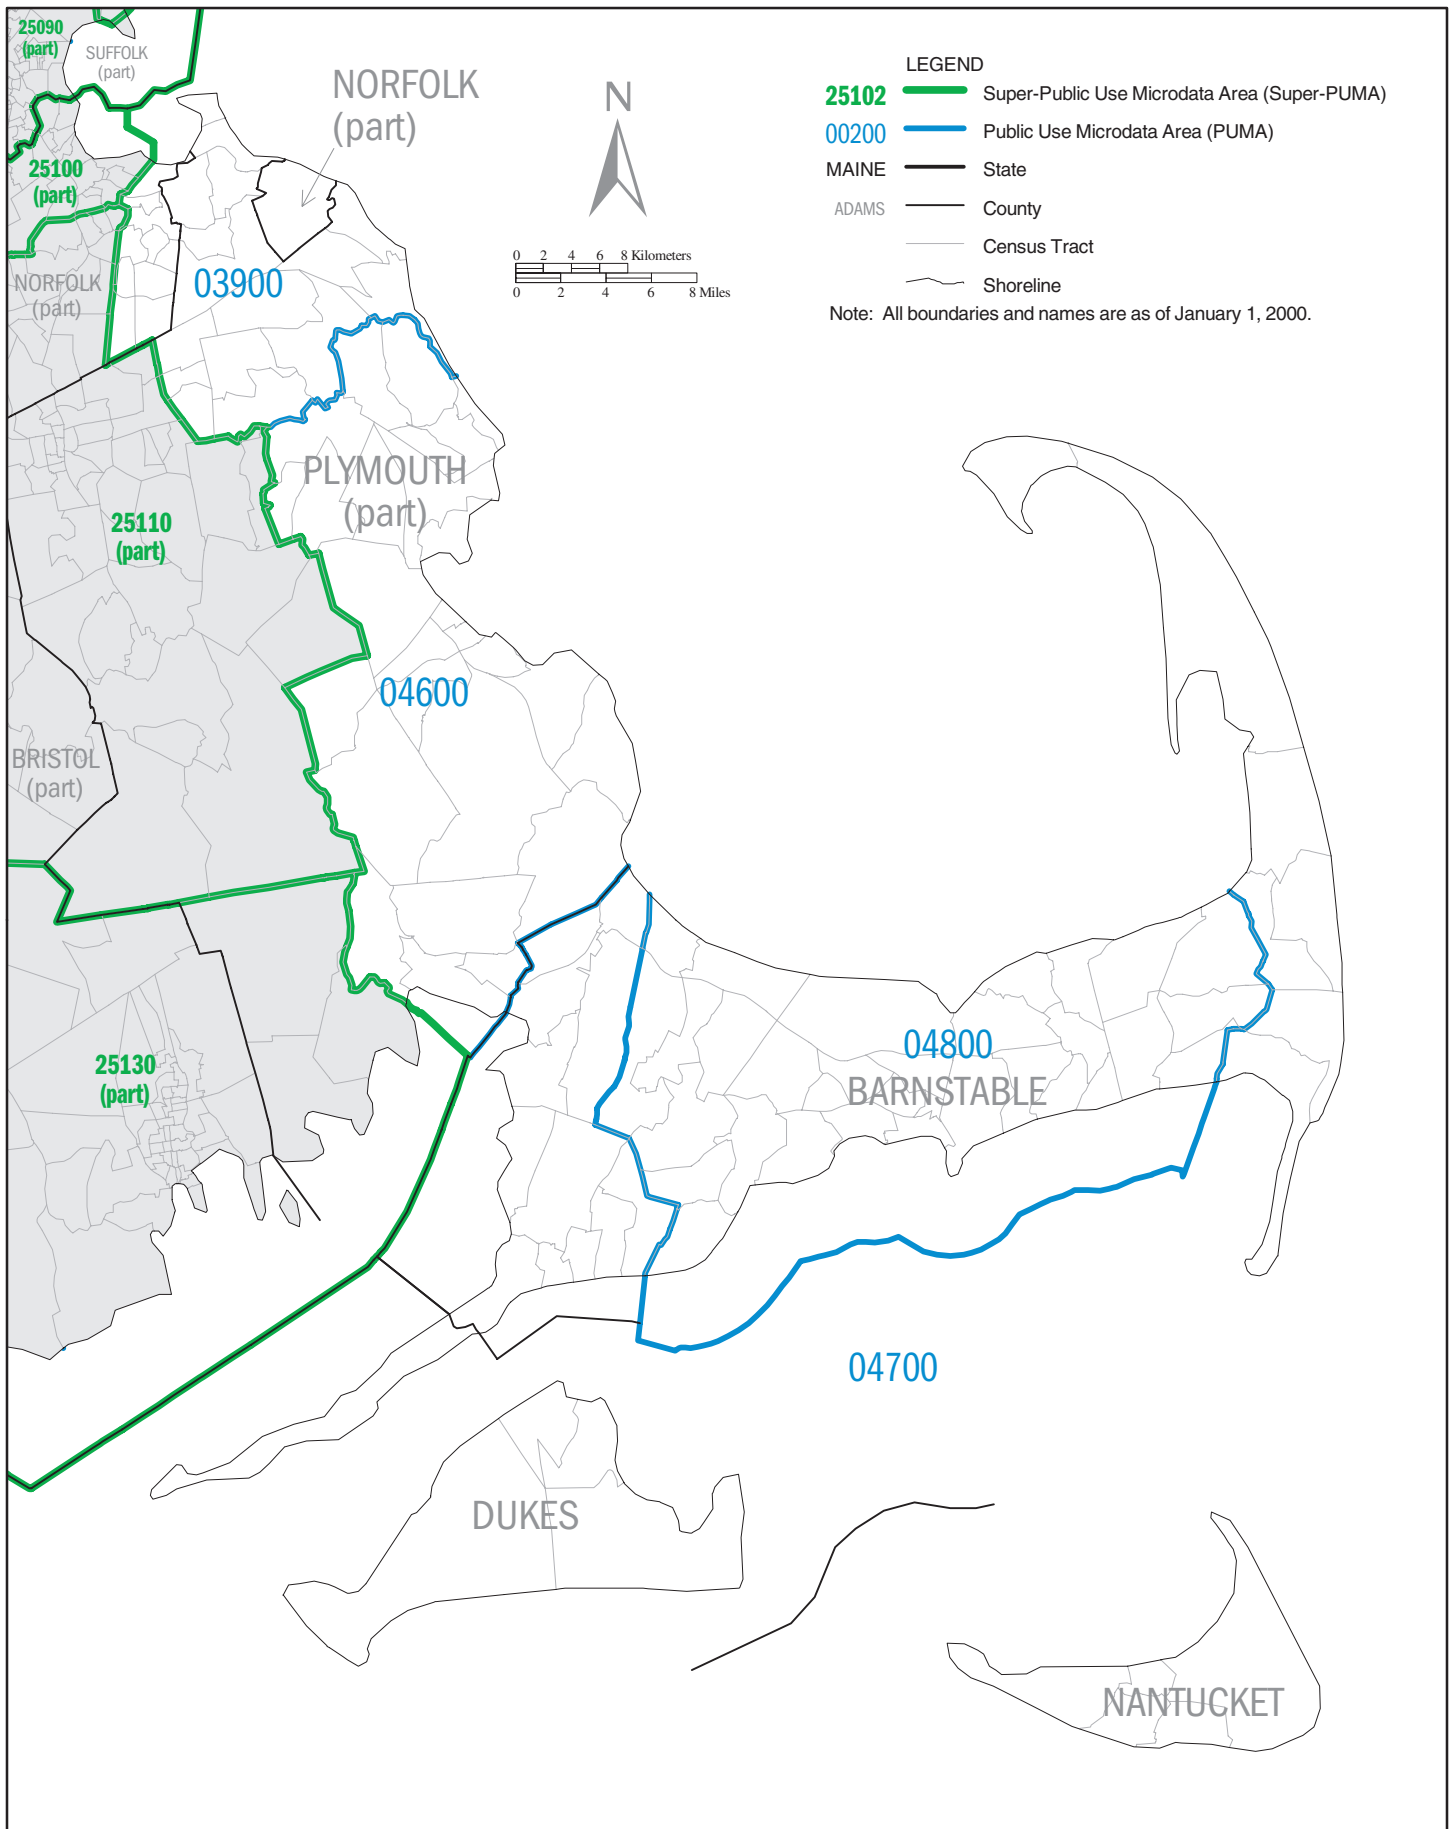 25090
(part)
SUFFOLK
(part)
NORFOLK
(part)
N
LEGEND
25102 Super-Public Use Microdata Area (Super-PUMA)
00200 Public Use Microdata Area (PUMA)
MAINE State
ADAMS County
Census Tract
Shoreline
Note: All boundaries and names are as of January 1, 2000.
25100
(part)
0 2 4 6 8 Kilometers
0 2 4 6 8 Miles
NORFOLK
(part)
03900
PLYMOUTH
(part)
25110
(part)
04600
BRISTOL
(part)
25130
(part)
04800
BARNSTABLE
04700
DUKES
NANTUCKET